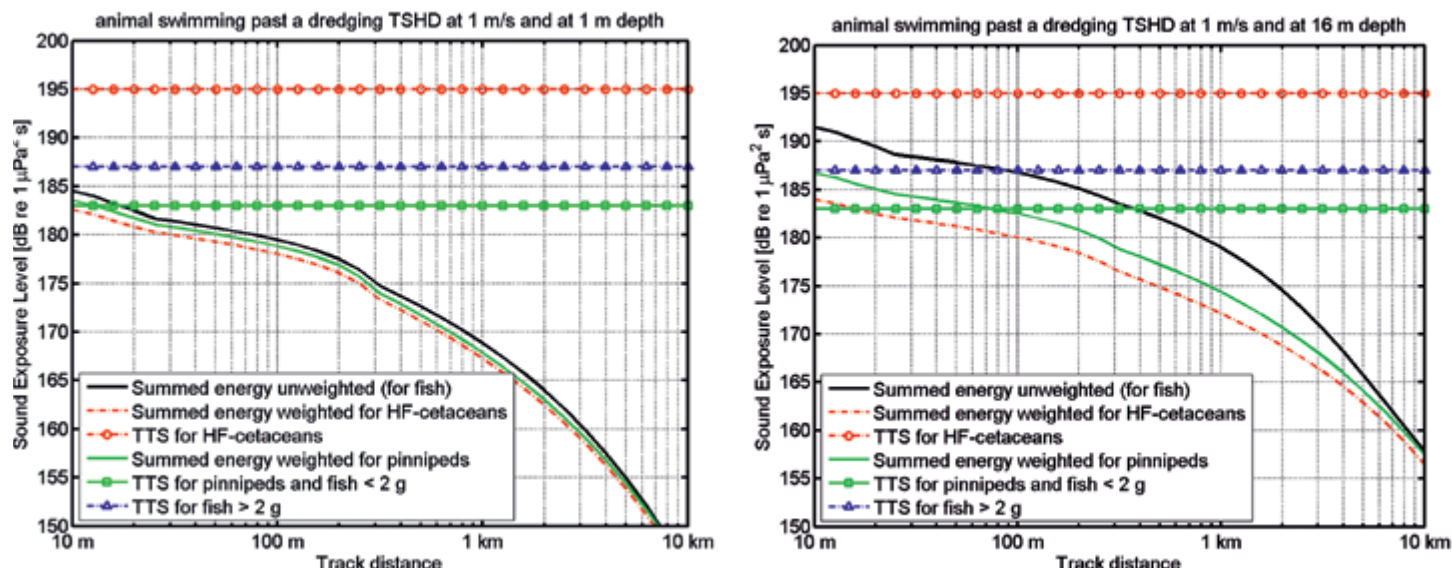 animal swimming past a dredging TSHD at 1 m/s and at 1 m depth
200
195
190
185
180
175
170
165
160
155
150
Sound Exposure Level [dB re 1 μPa² s]
Summed energy unweighted (for fish)
Summed energy weighted for HF-cetaceans
TTS for HF-cetaceans
Summed energy weighted for pinnipeds
TTS for pinnipeds and fish < 2 g
TTS for fish > 2 g
10 m
100 m
1 km
10 km
Track distance
animal swimming past a dredging TSHD at 1 m/s and at 16 m depth
200
195
190
185
180
175
170
165
160
155
150
Sound Exposure Level [dB re 1 μPa² s]
Summed energy unweighted (for fish)
Summed energy weighted for HF-cetaceans
TTS for HF-cetaceans
Summed energy weighted for pinnipeds
TTS for pinnipeds and fish < 2 g
TTS for fish > 2 g
10 m
100 m
1 km
10 km
Track distance